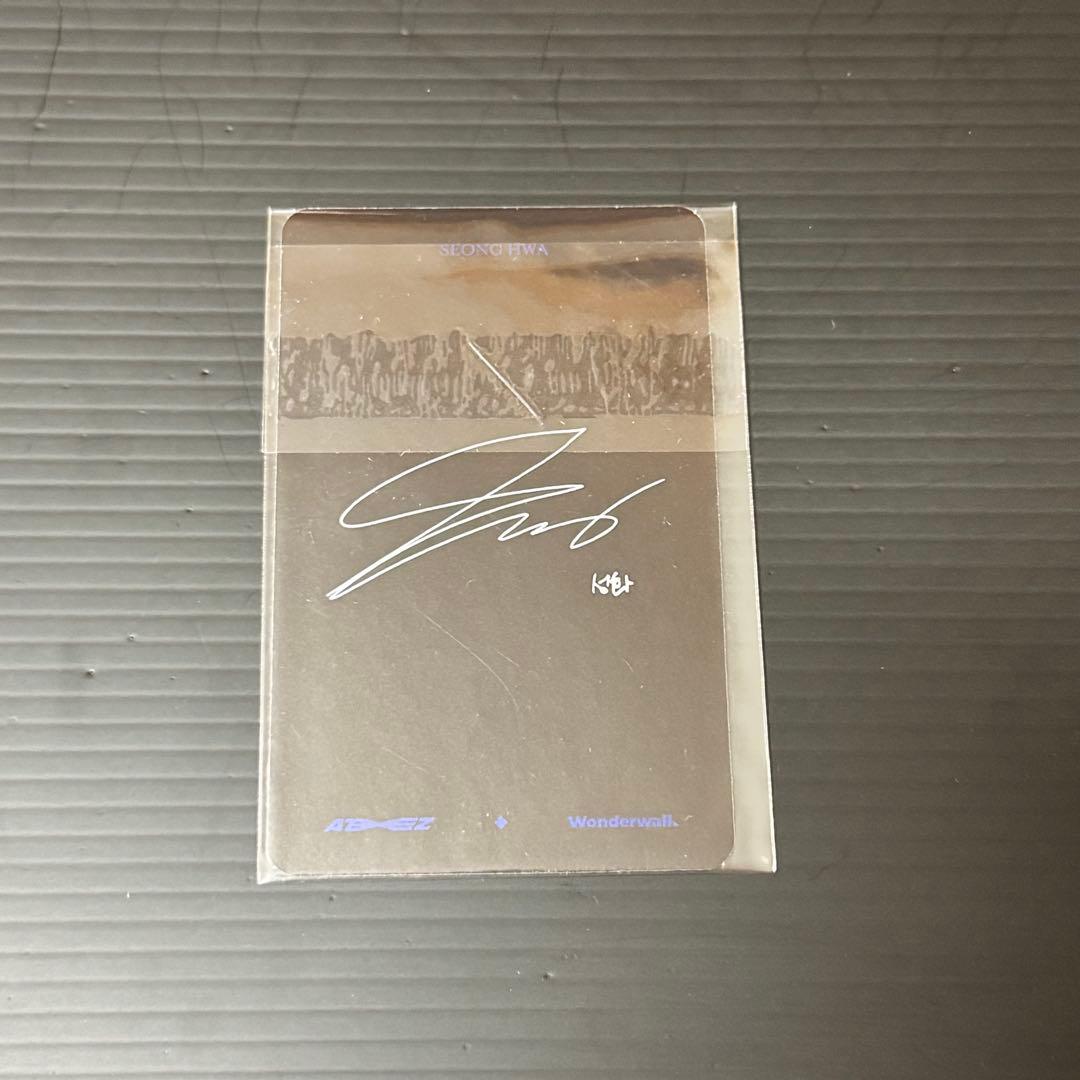 SEONG HWA
성화
ATEEZ
Wonderwall.